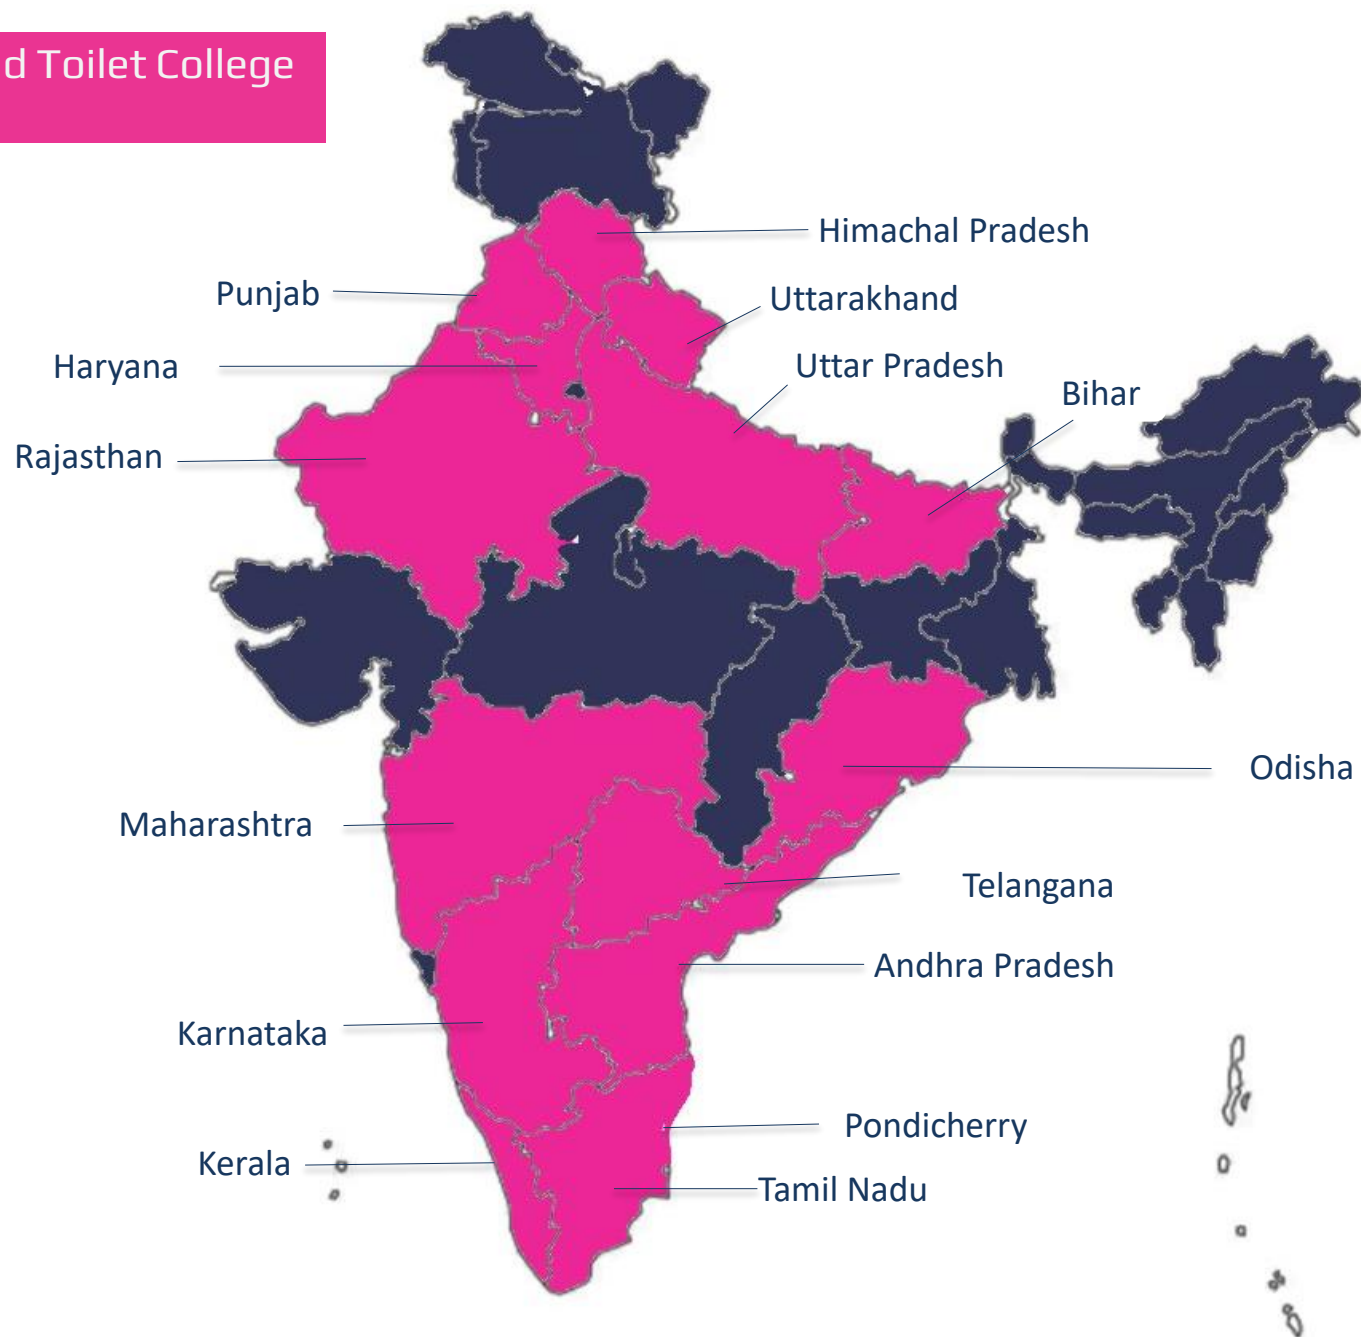 d Toilet College
Himachal Pradesh
Punjab
Uttarakhand
Haryana
Uttar Pradesh
Bihar
Rajasthan
Odisha
Maharashtra
Telangana
Andhra Pradesh
Karnataka
Pondicherry
Kerala
Tamil Nadu